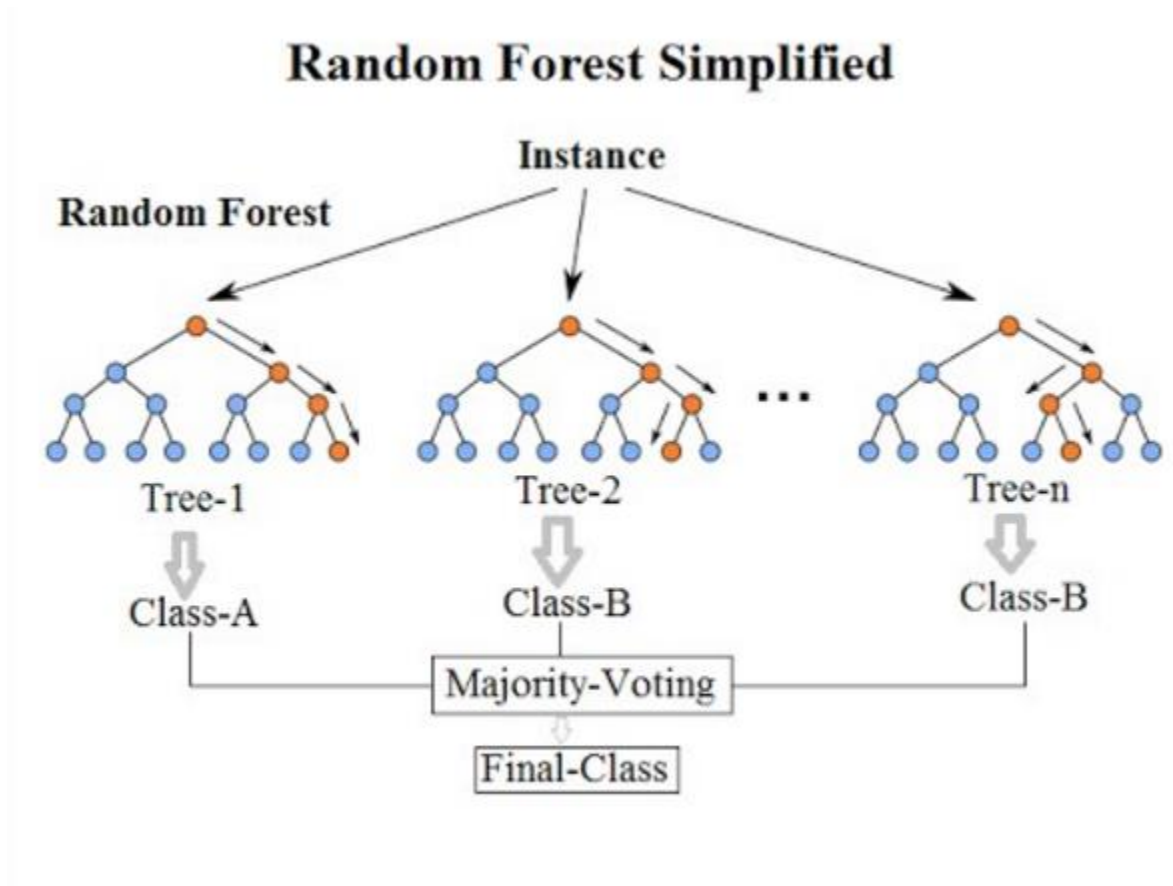 Random Forest Simplified
Instance
Random Forest
...
Tree-1
Tree-2
Tree-n
Class-A
Class-B
Class-B
Majority-Voting
Final-Class